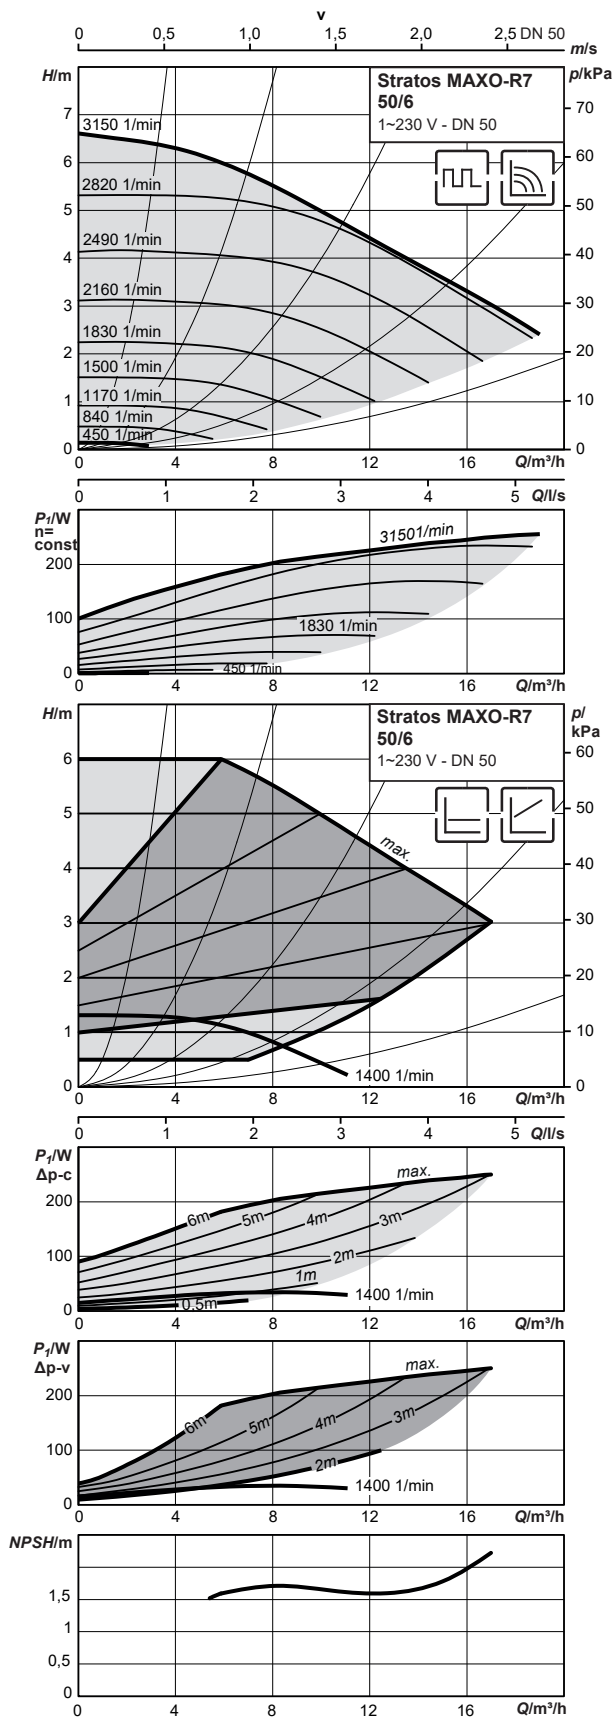 v
0 0,5 1,0 1,5 2,0 2,5 DN 50
m/s
H/m
p/kPa
Stratos MAXO-R7
50/6
1~230 V - DN 50
7
70
3150 1/min
6
60
2820 1/min
5
50
2490 1/min
4
40
2160 1/min
3
30
1830 1/min
2
20
1500 1/min
1170 1/min
1
10
840 1/min
450 1/min
0
0
0 4 8 12 16 Q/m³/h
0 1 2 3 4 5 Q/l/s
P1/W
n=
const
31501/min
200
100
1830 1/min
450 1/min
0
0 4 8 12 16 Q/m³/h
H/m
p/
kPa
Stratos MAXO-R7
50/6
1~230 V - DN 50
6
60
5
50
max.
4
40
3
30
2
20
1
10
1400 1/min
0
0
0 4 8 12 16 Q/m³/h
0 1 2 3 4 5 Q/l/s
P1/W
Δp-c
max.
200
6m 5m 4m 3m
100
2m
1m
1400 1/min
0,5m
0
0 4 8 12 16 Q/m³/h
P1/W
Δp-v
max.
200
6m 5m 4m 3m
100
2m
1400 1/min
0
0 4 8 12 16 Q/m³/h
NPSH/m
1,5
1
0,5
0
0 4 8 12 16 Q/m³/h